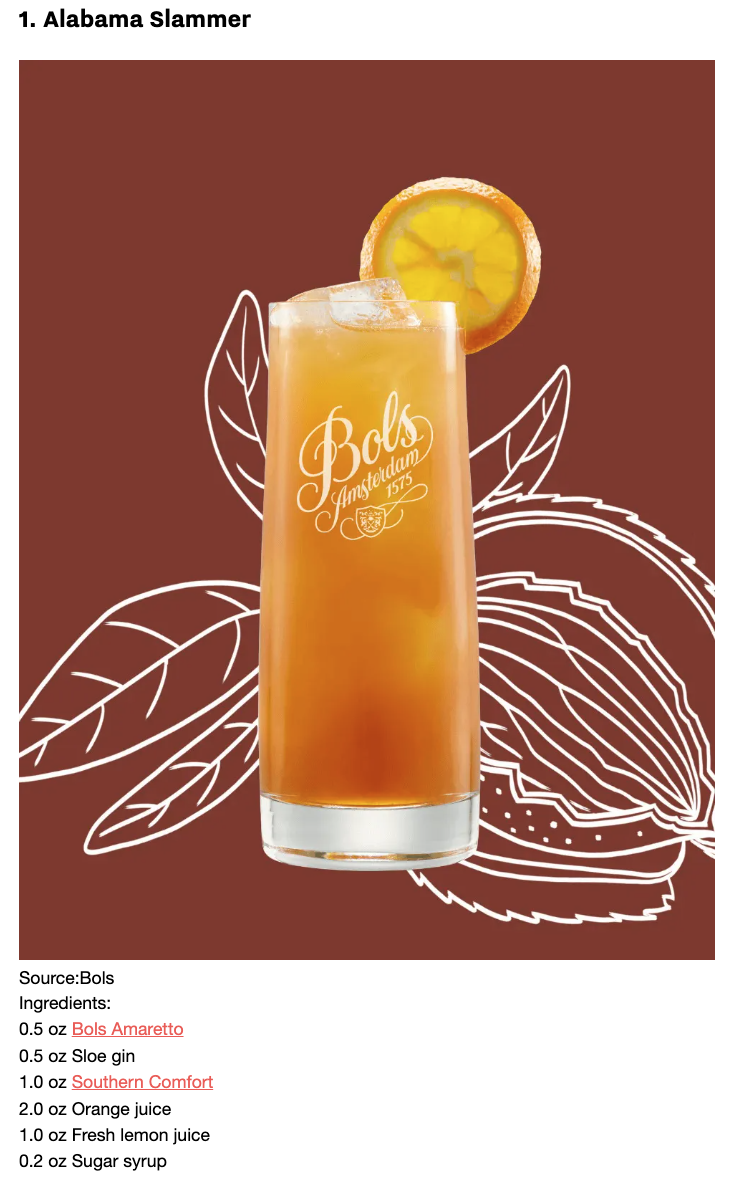 1. Alabama Slammer
Bols
Amsterdam
1575
Source:Bols
Ingredients:
0.5 oz Bols Amaretto
0.5 oz Sloe gin
1.0 oz Southern Comfort
2.0 oz Orange juice
1.0 oz Fresh lemon juice
0.2 oz Sugar syrup